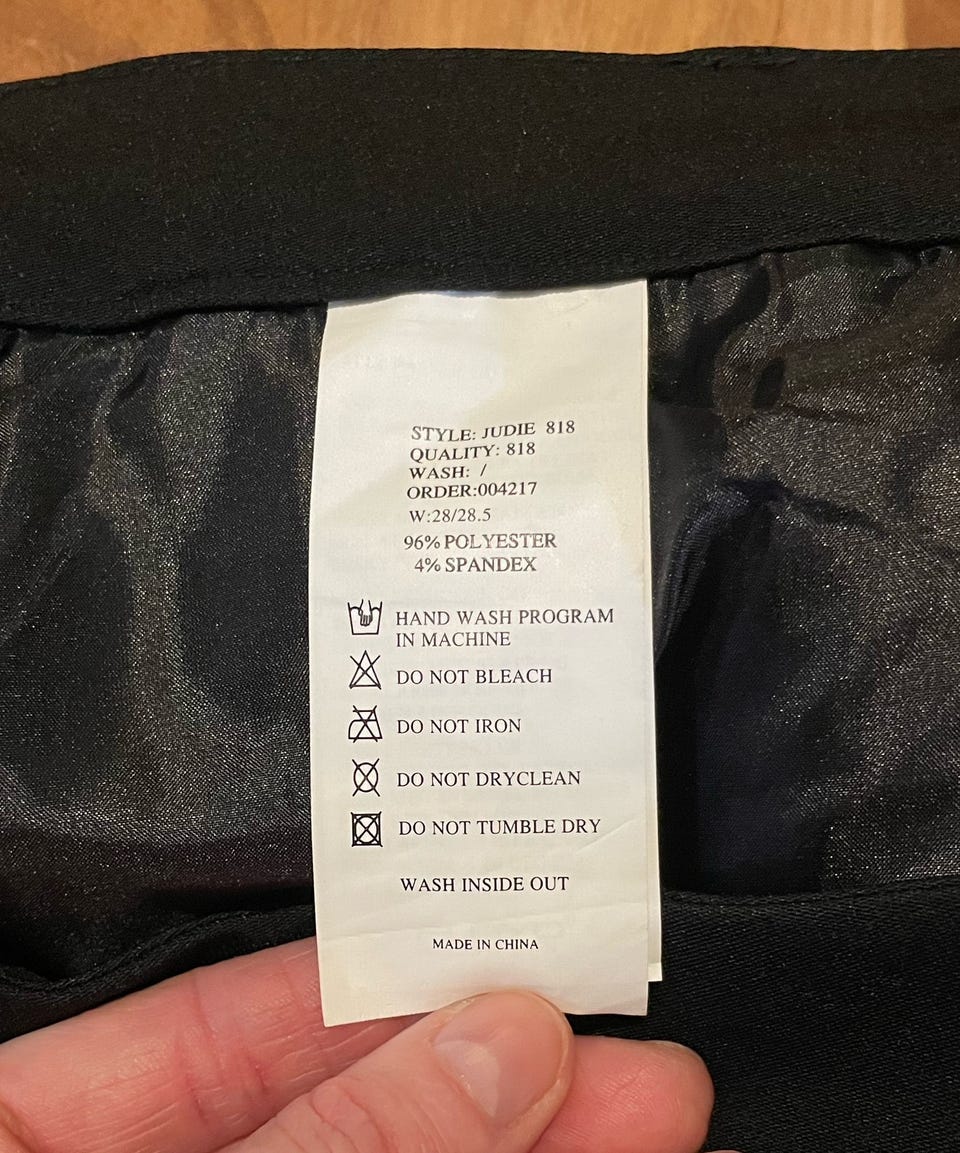 STYLE: JUDIE 818
QUALITY: 818
WASH: /
ORDER:004217
W:28/28.5
96% POLYESTER
4% SPANDEX
HAND WASH PROGRAM
IN MACHINE
DO NOT BLEACH
DO NOT IRON
DO NOT DRYCLEAN
DO NOT TUMBLE DRY
WASH INSIDE OUT
MADE IN CHINA